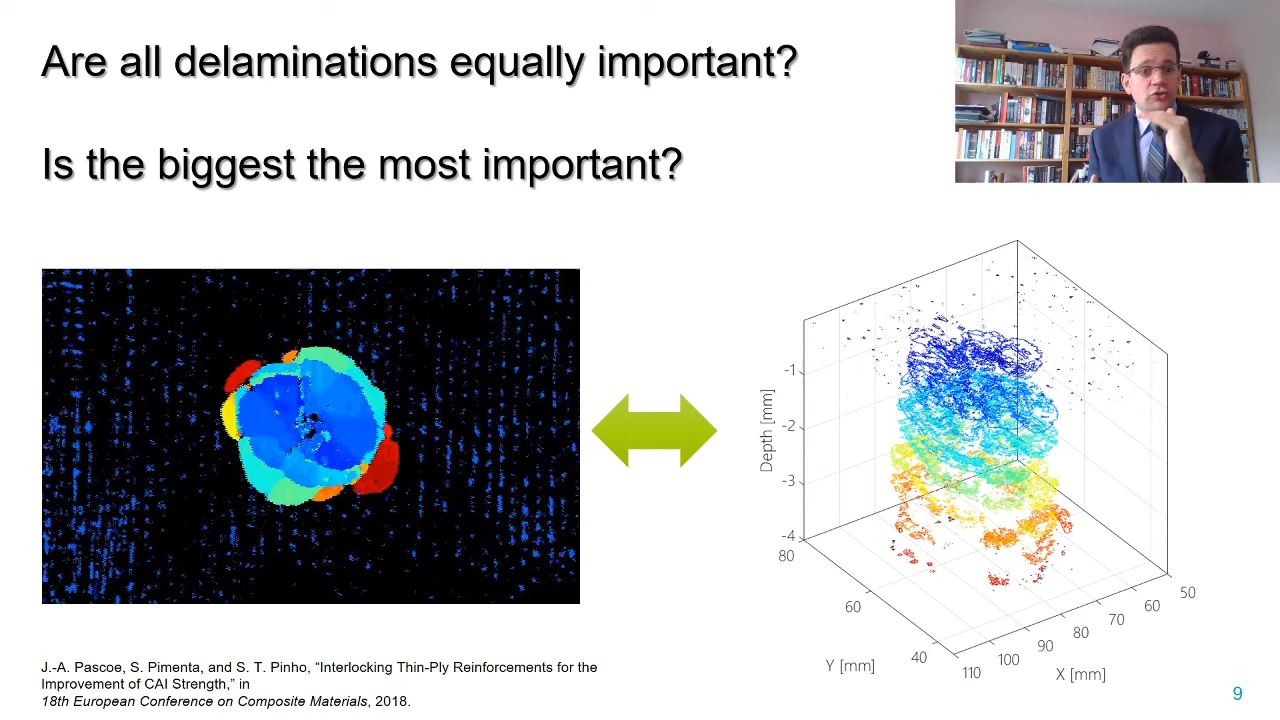 Are all delaminations equally important?
Is the biggest the most important?
-1
-2
-3
-4
Depth [mm]
80
60
40
Y [mm]
110
100
90
80
70
60
50
X [mm]
J.-A. Pascoe, S. Pimenta, and S. T. Pinho, “Interlocking Thin-Ply Reinforcements for the
Improvement of CAI Strength,” in
18th European Conference on Composite Materials, 2018.
9